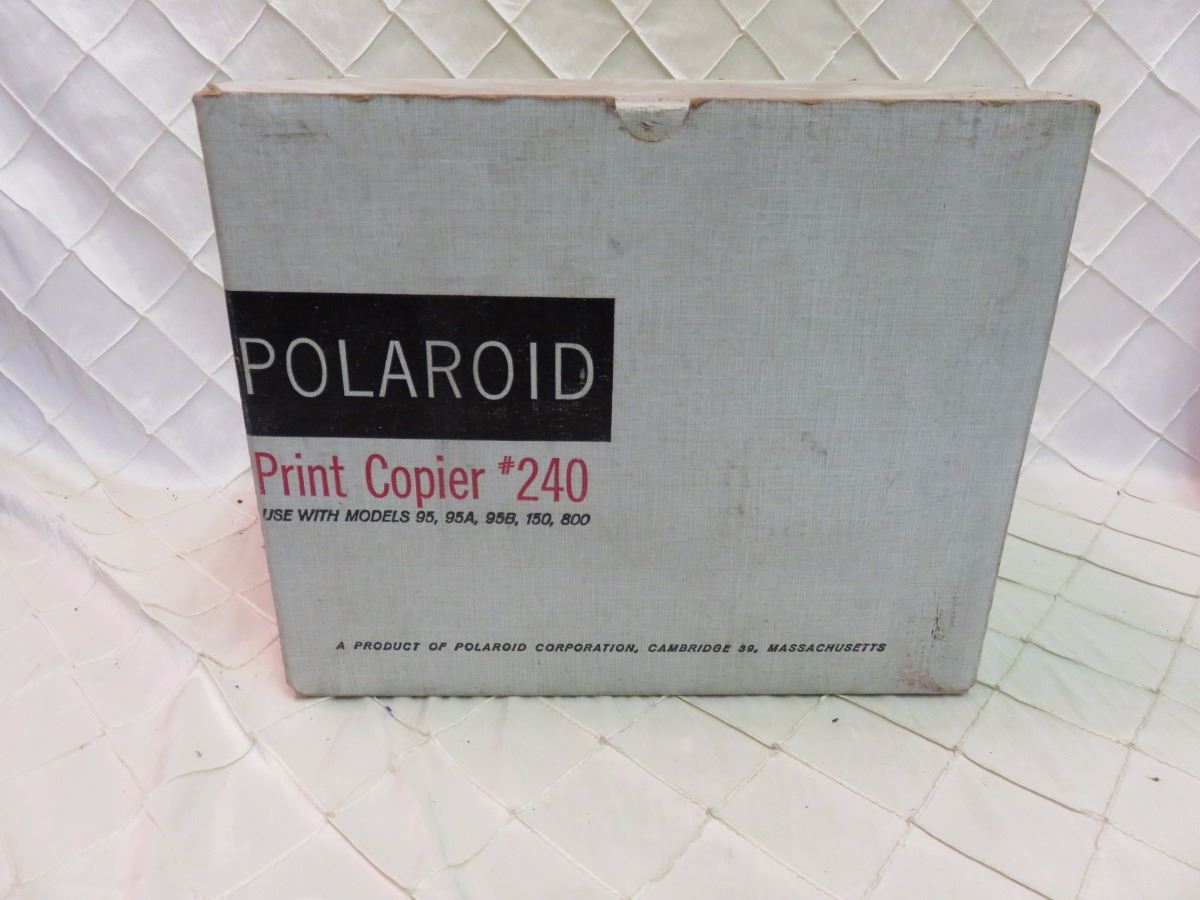 POLAROID
Print Copier #240
USE WITH MODELS 95, 95A, 95B, 150, 800
A PRODUCT OF POLAROID CORPORATION, CAMBRIDGE 39, MASSACHUSETTS